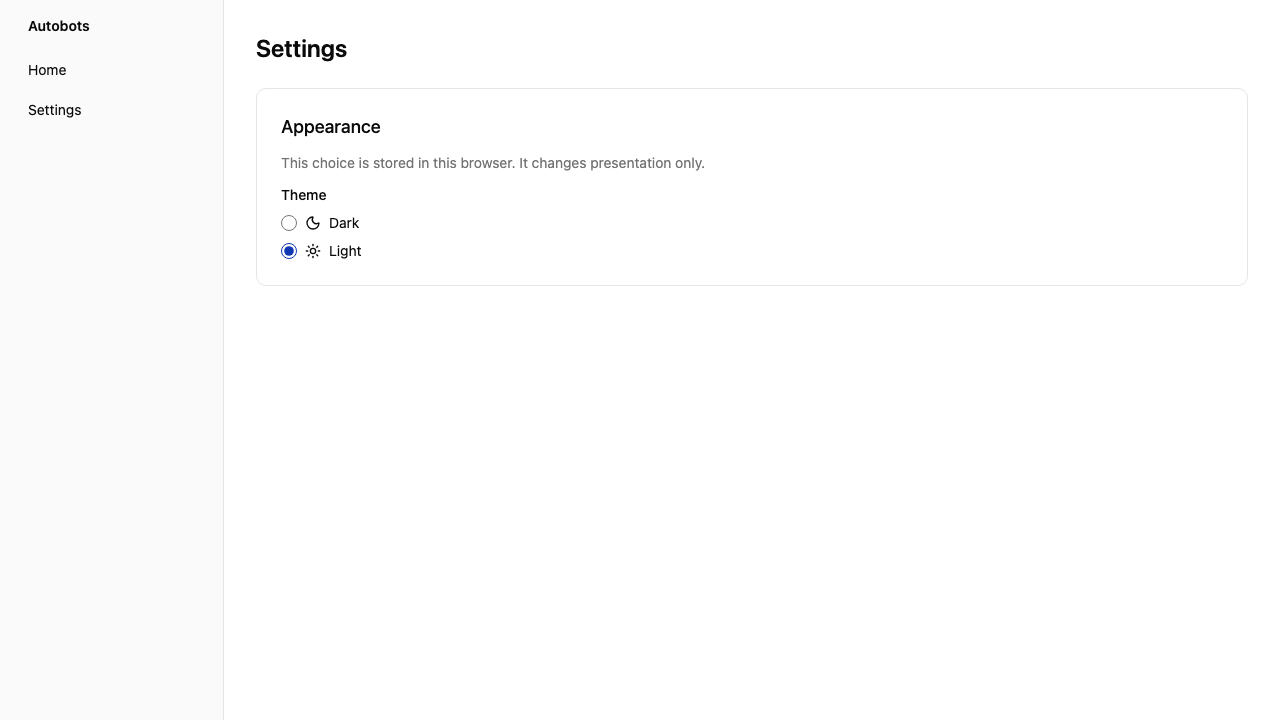 Autobots
Home
Settings
Settings
Appearance
This choice is stored in this browser. It changes presentation only.
Theme
Dark
Light